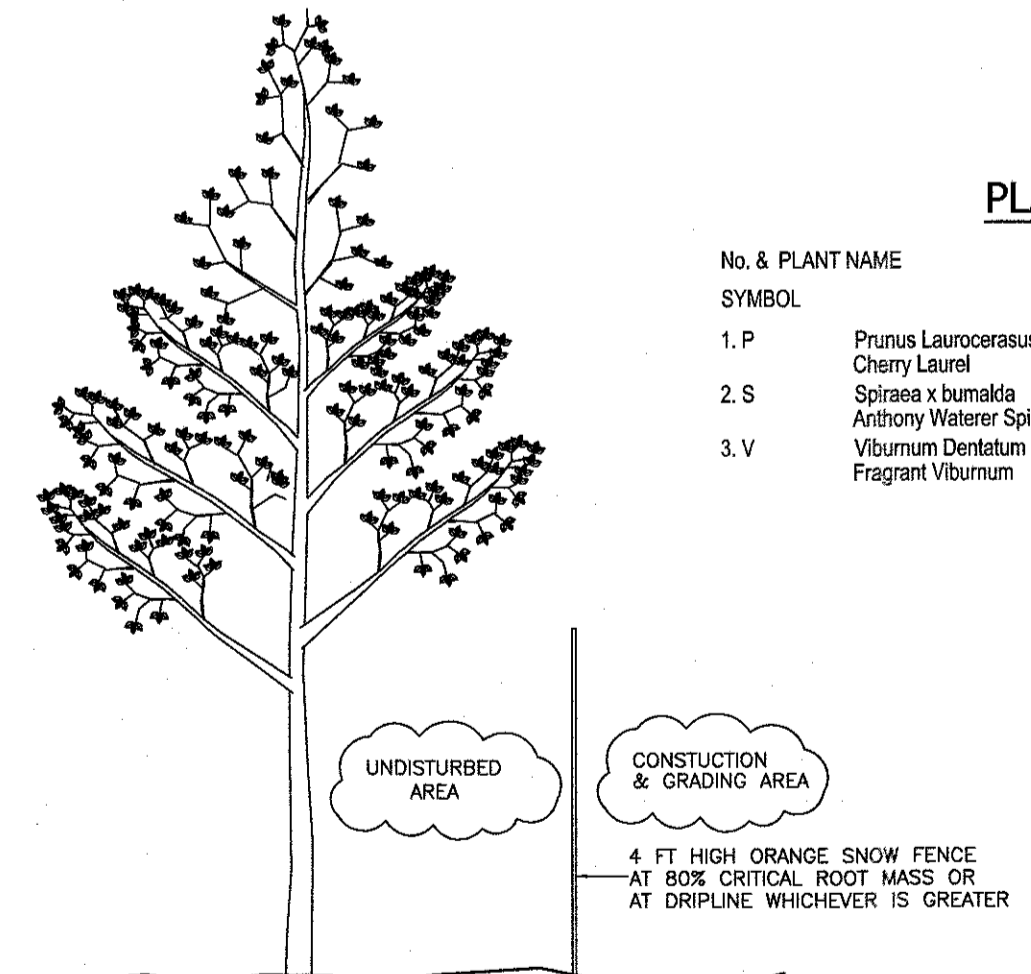 No. & PLANT NAME
SYMBOL
1. P Prunus Laurocerasus
Cherry Laurel
2. S Spiraea x bumalda
Anthony Waterer
3. V Viburnum Dentatum
Fragrant Viburnum
UNDISTURBED
AREA
CONSTUCTION
& GRADING AREA
4 FT HIGH ORANGE SNOW FENCE
AT 80% CRITICAL ROOT MASS OR
AT DRIPLINE WHICHEVER IS GREATER